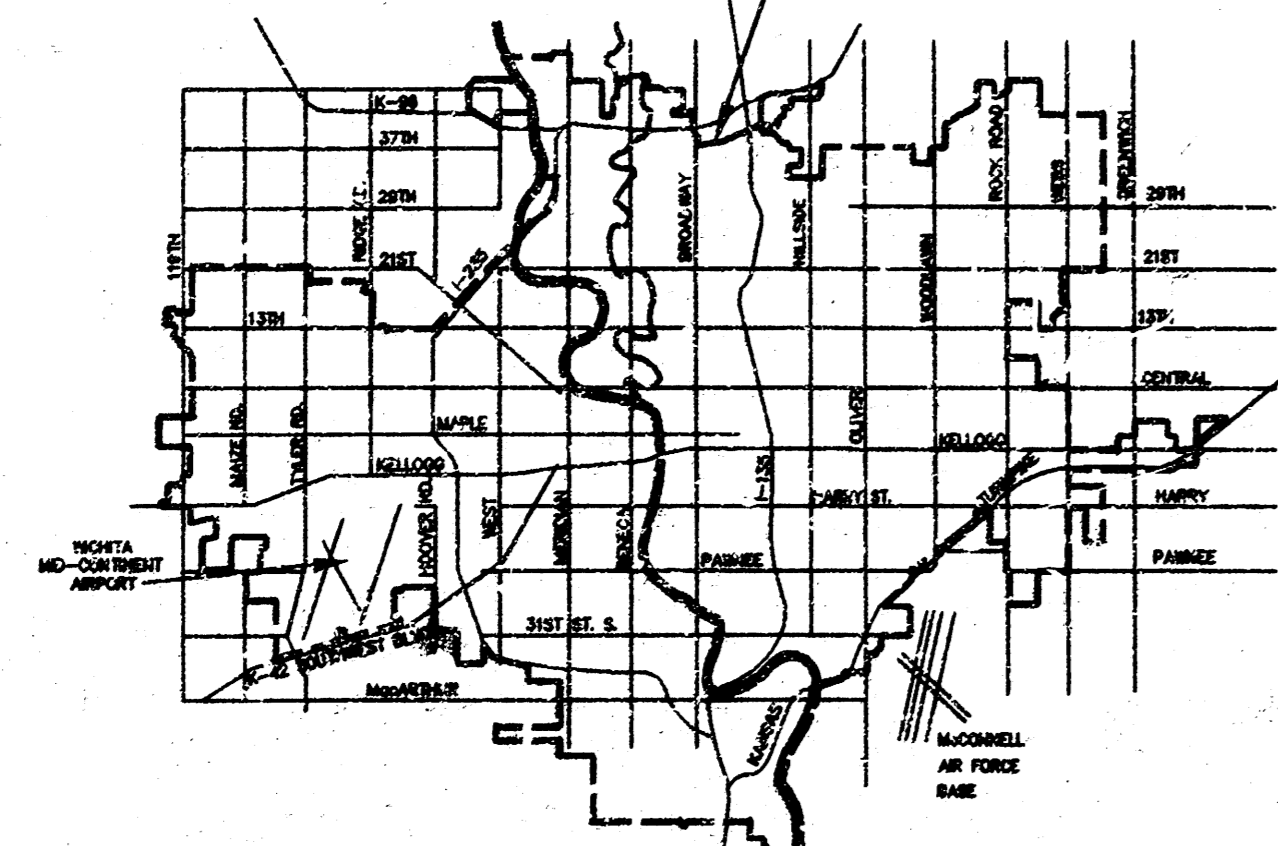 K-96
37TH
29TH
21ST
13TH
119TH
RIDGE RD.
I-235
BROADWAY
HILLSIDE
WOODLAWN
ROCK ROAD
WEBB
GREENWICH
29TH
21ST
13TH
CENTRAL
MAIZE RD.
TYLER RD.
MAPLE
KELLOGG
OLIVER
KELLOGG
TURNPIKE
HOOVER RD.
WEST
MERIDIAN
SENECA
I-135
HARRY ST.
HARRY
WICHITA
MID-CONTINENT
AIRPORT
PAWNEE
PAWNEE
31ST ST. S.
K-42 SOUTHWEST BLVD.
MacARTHUR
KANSAS
McCONNELL
AIR FORCE
BASE